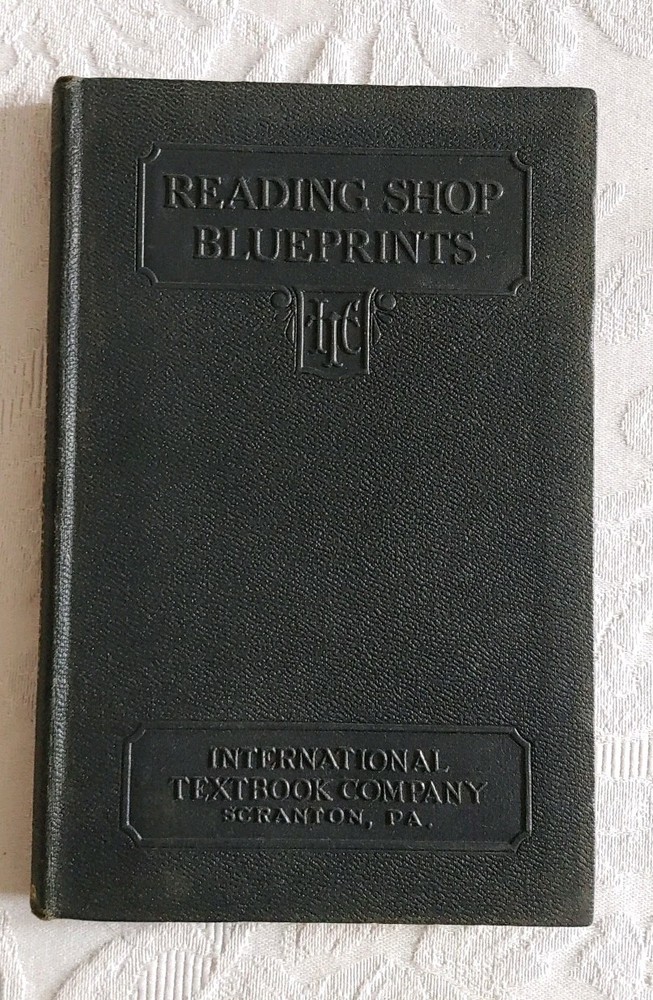 READING SHOP
BLUEPRINTS
ITC
INTERNATIONAL
TEXTBOOK COMPANY
SCRANTON, PA.